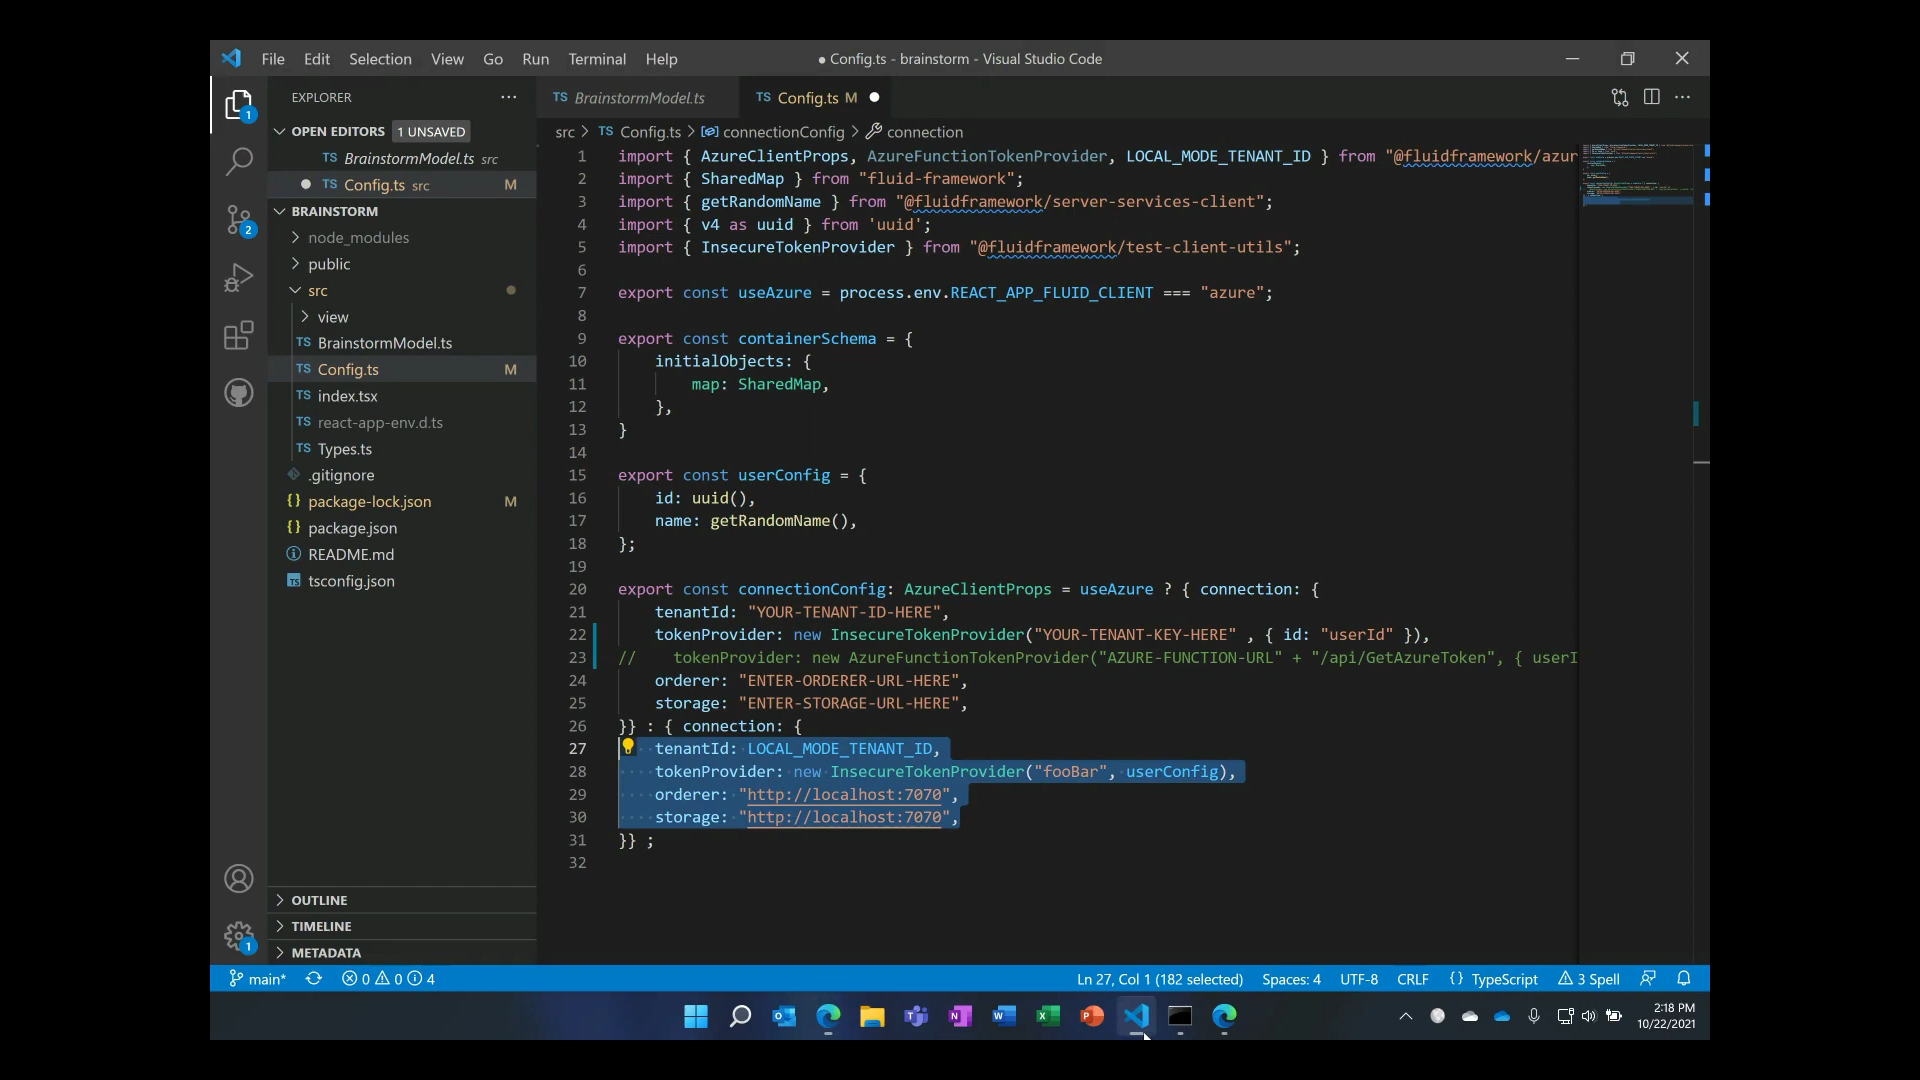 File Edit Selection View Go Run Terminal Help
● Config.ts - brainstorm - Visual Studio Code
EXPLORER
TS BrainstormModel.ts
TS Config.ts M
OPEN EDITORS 1 UNSAVED
src > TS Config.ts > connectionConfig > connection
TS BrainstormModel.ts src
TS Config.ts src M
BRAINSTORM
node_modules
public
src
view
TS BrainstormModel.ts
TS Config.ts M
TS index.tsx
TS react-app-env.d.ts
TS Types.ts
.gitignore
{} package-lock.json M
{} package.json
README.md
TS tsconfig.json
OUTLINE
TIMELINE
METADATA
1
2
1
1 import { AzureClientProps, AzureFunctionTokenProvider, LOCAL_MODE_TENANT_ID } from "@fluidframework/azur
2 import { SharedMap } from "fluid-framework";
3 import { getRandomName } from "@fluidframework/server-services-client";
4 import { v4 as uuid } from 'uuid';
5 import { InsecureTokenProvider } from "@fluidframework/test-client-utils";
6
7 export const useAzure = process.env.REACT_APP_FLUID_CLIENT === "azure";
8
9 export const containerSchema = {
10 initialObjects: {
11 map: SharedMap,
12 },
13 }
14
15 export const userConfig = {
16 id: uuid(),
17 name: getRandomName(),
18 };
19
20 export const connectionConfig: AzureClientProps = useAzure ? { connection: {
21 tenantId: "YOUR-TENANT-ID-HERE",
22 tokenProvider: new InsecureTokenProvider("YOUR-TENANT-KEY-HERE" , { id: "userId" }),
23 // tokenProvider: new AzureFunctionTokenProvider("AZURE-FUNCTION-URL" + "/api/GetAzureToken", { userI
24 orderer: "ENTER-ORDERER-URL-HERE",
25 storage: "ENTER-STORAGE-URL-HERE",
26 }} : { connection: {
27 tenantId: LOCAL_MODE_TENANT_ID,
28 tokenProvider: new InsecureTokenProvider("fooBar", userConfig),
29 orderer: "http://localhost:7070",
30 storage: "http://localhost:7070",
31 }} ;
32
main* 0 0 4
Ln 27, Col 1 (182 selected) Spaces: 4 UTF-8 CRLF {} TypeScript 3 Spell
2:18 PM
10/22/2021